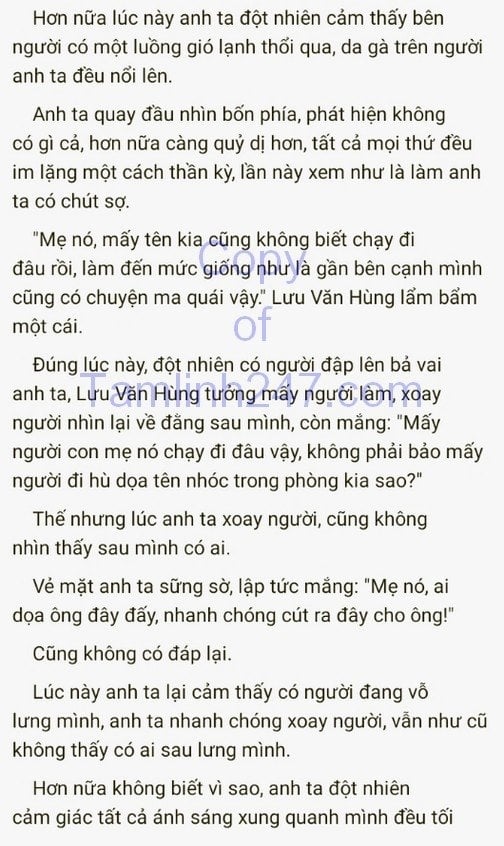 Hơn nữa lúc này anh ta đột nhiên cảm thấy bên
người có một luồng gió lạnh thổi qua, da gà trên người
anh ta đều nổi lên.
Anh ta quay đầu nhìn bốn phía, phát hiện không
có gì cả, hơn nữa càng quỷ dị hơn, tất cả mọi thứ đều
im lặng một cách thần kỳ, lần này xem như là làm anh
ta có chút sợ.
"Mẹ nó, mấy tên kia cũng không biết chạy đi
đâu rồi, làm đến mức giống như là gần bên cạnh mình
cũng có chuyện ma quái vậy." Lưu Văn Hùng lẩm bẩm
một cái.
Đúng lúc này, đột nhiên có người đập lên bả vai
anh ta, Lưu Văn Hùng tưởng mấy người làm, xoay
người nhìn lại về đằng sau mình, còn mắng: "Mấy
người con mẹ nó chạy đi đâu vậy, không phải bảo mấy
người đi hù dọa tên nhóc trong phòng kia sao?"
Thế nhưng lúc anh ta xoay người, cũng không
nhìn thấy sau mình có ai.
Vẻ mặt anh ta sững sờ, lập tức mắng: "Mẹ nó, ai
dọa ông đây đấy, nhanh chóng cút ra đây cho ông!"
Cũng không có đáp lại.
Lúc này anh ta lại cảm thấy có người đang vỗ
lưng mình, anh ta nhanh chóng xoay người, vẫn như cũ
không thấy có ai sau lưng mình.
Hơn nữa không biết vì sao, anh ta đột nhiên
cảm giác tất cả ánh sáng xung quanh mình đều tối
Copy
of
Tamlinh247.com